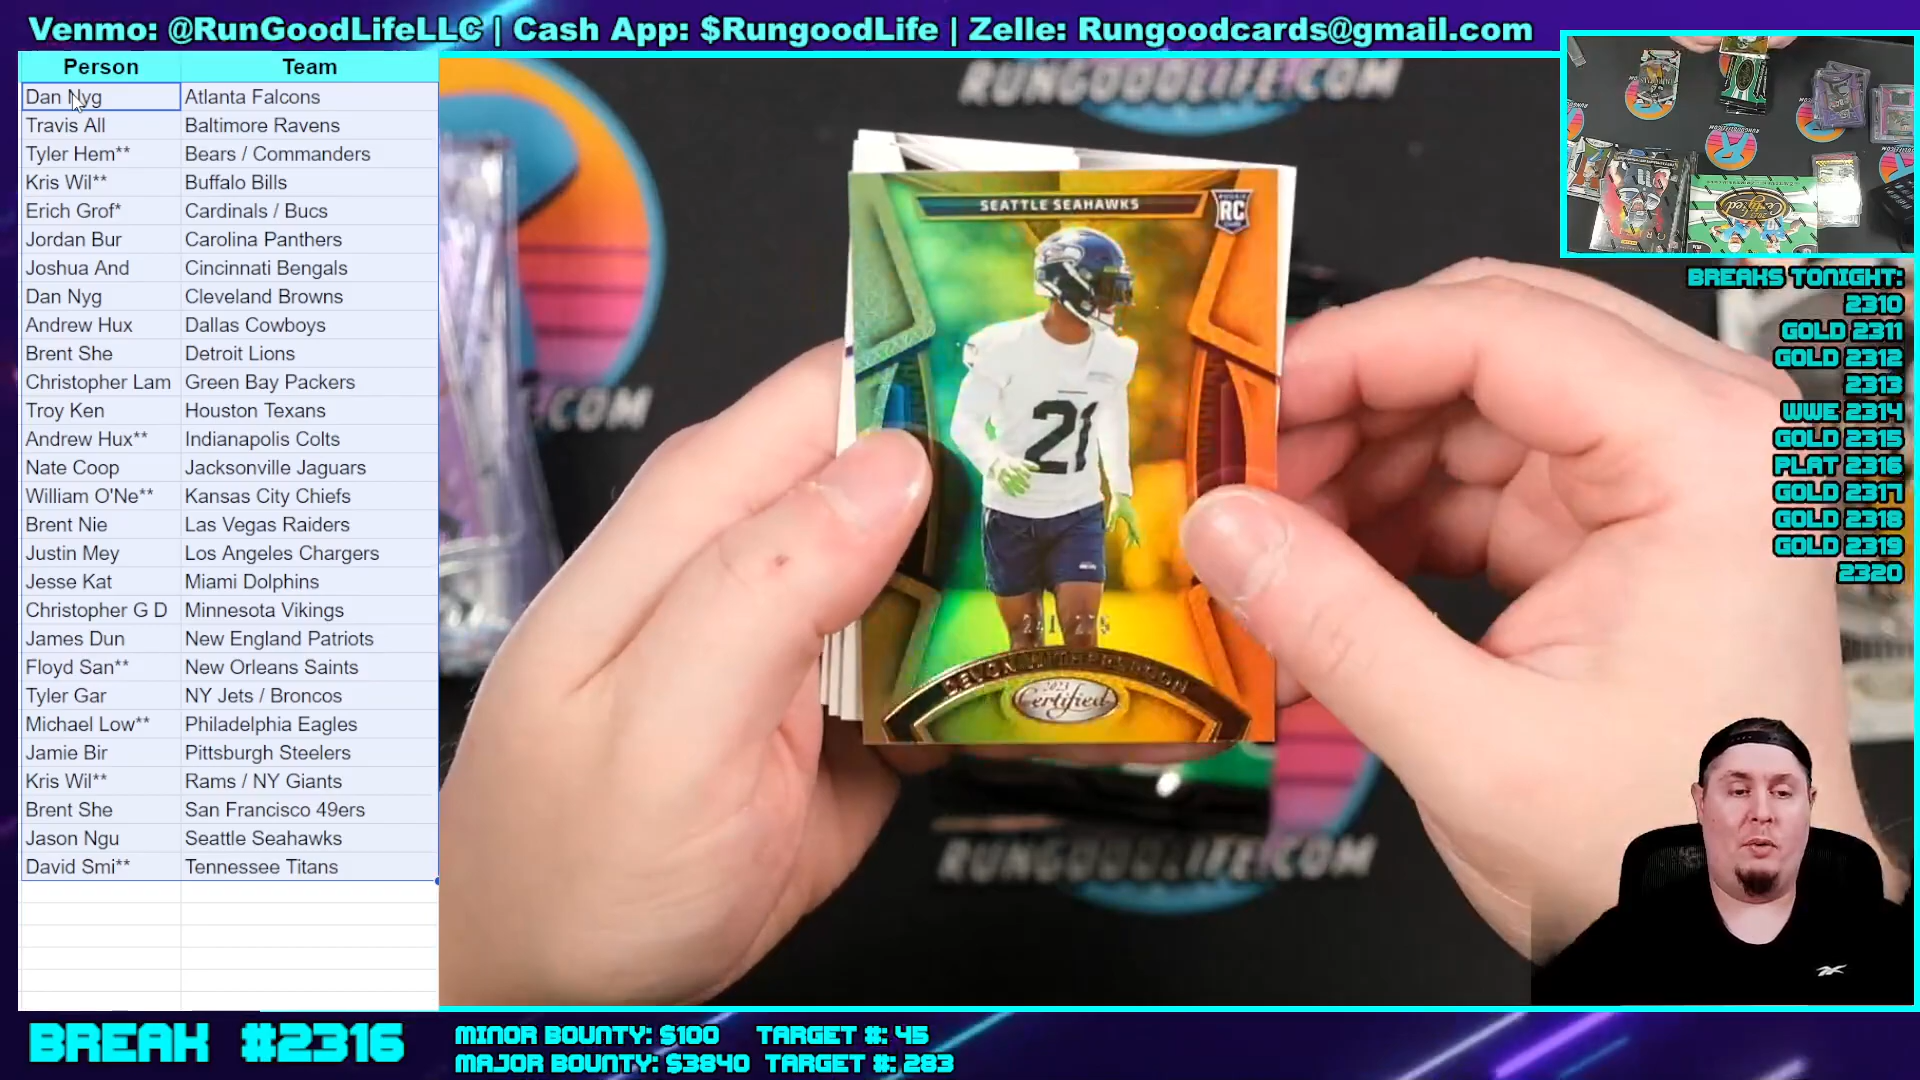 Venmo: @RunGoodLifeLLC | Cash App: $RungoodLife | Zelle: Rungoodcards@gmail.com
Person Team
Dan Nyg Atlanta Falcons
Travis All Baltimore Ravens
Tyler Hem** Bears / Commanders
Kris Wil** Buffalo Bills
Erich Grof* Cardinals / Bucs
Jordan Bur Carolina Panthers
Joshua And Cincinnati Bengals
Dan Nyg Cleveland Browns
Andrew Hux Dallas Cowboys
Brent She Detroit Lions
Christopher Lam Green Bay Packers
Troy Ken Houston Texans
Andrew Hux** Indianapolis Colts
Nate Coop Jacksonville Jaguars
William O'Ne** Kansas City Chiefs
Brent Nie Las Vegas Raiders
Justin Mey Los Angeles Chargers
Jesse Kat Miami Dolphins
Christopher G D Minnesota Vikings
James Dun New England Patriots
Floyd San** New Orleans Saints
Tyler Gar NY Jets / Broncos
Michael Low** Philadelphia Eagles
Jamie Bir Pittsburgh Steelers
Kris Wil** Rams / NY Giants
Brent She San Francisco 49ers
Jason Ngu Seattle Seahawks
David Smi** Tennessee Titans
RUNGOODLIFE.COM
.COM
SEATTLE SEAHAWKS
RC
21
2023
Certified
RUNGOODLIFE.COM
Certified
BREAKS TONIGHT:
2310
GOLD 2311
GOLD 2312
2313
WWE 2314
GOLD 2315
PLAT 2316
GOLD 2317
GOLD 2318
GOLD 2319
2320
BREAK #2316
MINOR BOUNTY: $100 TARGET #: 45
MAJOR BOUNTY: $3840 TARGET #: 283